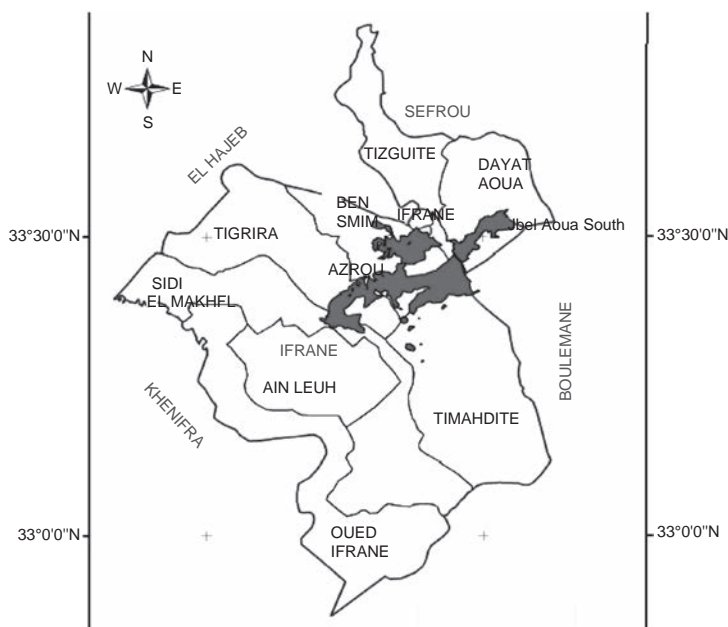 N
W E
S
SEFROU
EL HAJEB
TIZGUITE
DAYAT
AOUA
BEN
SMIM
IFRANE
Jbel Aoua South
33°30'0"N
33°30'0"N
TIGRIRA
AZROU
SIDI
EL MAKHFL
IFRANE
BOULEMANE
AIN LEUH
KHENIFRA
TIMAHDITE
33°0'0"N
33°0'0"N
OUED
IFRANE